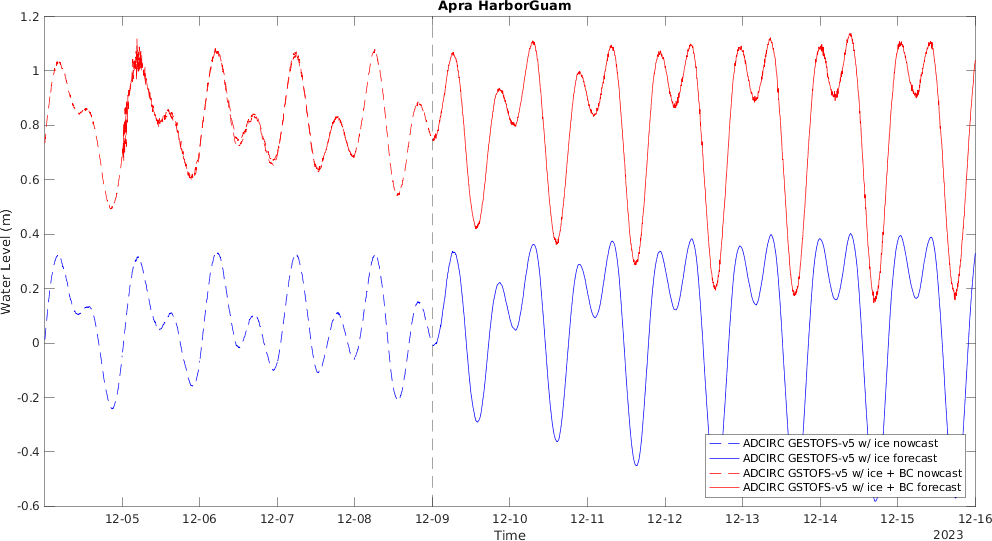 Apra HarborGuam
1.2
1
0.8
0.6
0.4
0.2
0
-0.2
-0.4
-0.6
Water Level (m)
ADCIRC GESTOFS-v5 w/ ice nowcast
ADCIRC GESTOFS-v5 w/ ice forecast
ADCIRC GSTOFS-v5 w/ ice + BC nowcast
ADCIRC GSTOFS-v5 w/ ice + BC forecast
12-05 12-06 12-07 12-08 12-09 12-10 12-11 12-12 12-13 12-14 12-15 12-16
Time
2023